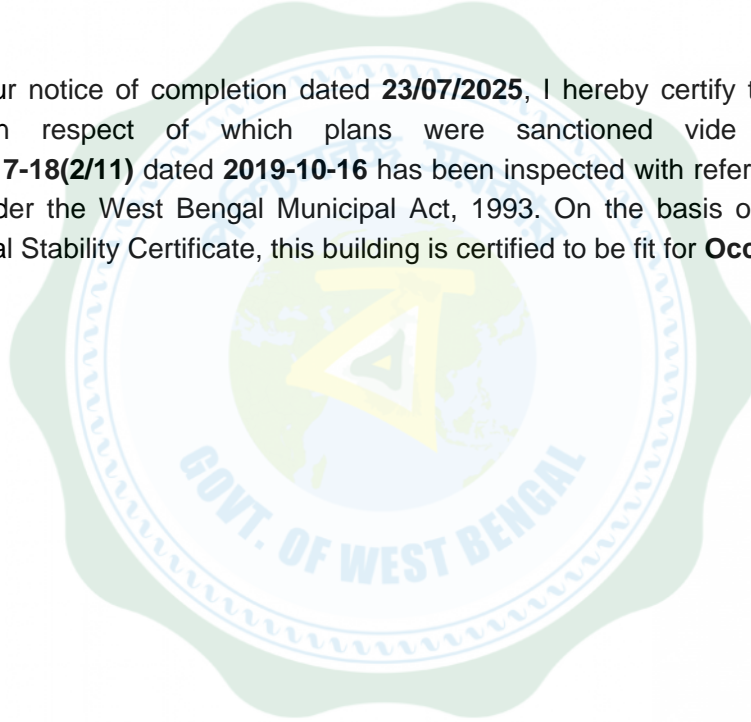 ur notice of completion dated 23/07/2025, I hereby certify t
n respect of which plans were sanctioned vide
7-18(2/11) dated 2019-10-16 has been inspected with refer
der the West Bengal Municipal Act, 1993. On the basis o
al Stability Certificate, this building is certified to be fit for Occ
GOVT. OF WEST BENGAL